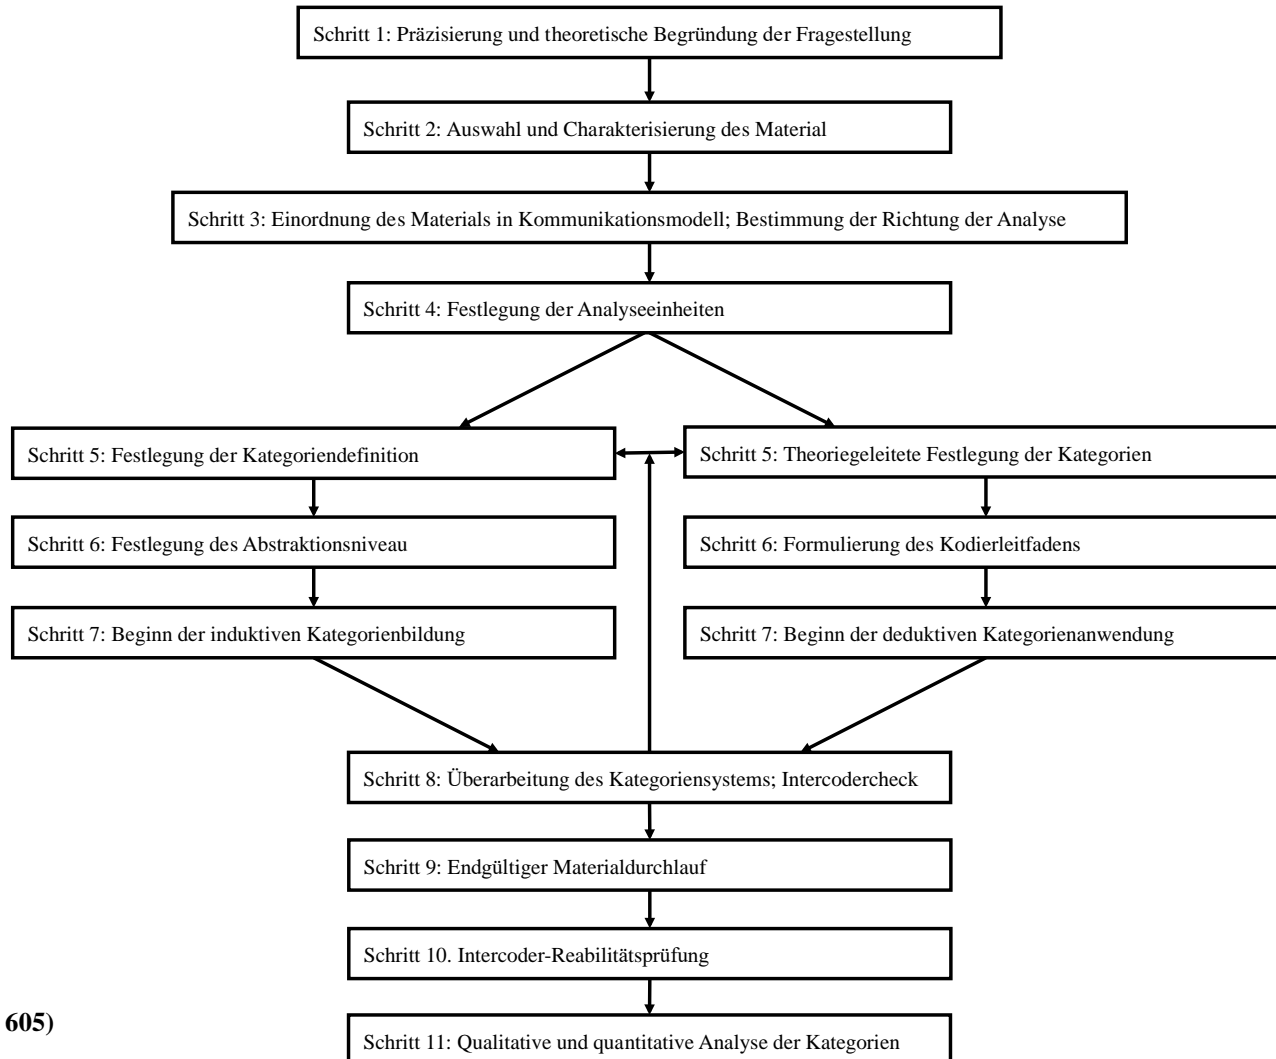 Schritt 1: Präzisierung und theoretische Begründung der Fragestellung
Schritt 2: Auswahl und Charakterisierung des Material
Schritt 3: Einordnung des Materials in Kommunikationsmodell; Bestimmung der Richtung der Analyse
Schritt 4: Festlegung der Analyseeinheiten
Schritt 5: Festlegung der Kategoriendefinition
Schritt 5: Theoriegeleitete Festlegung der Kategorien
Schritt 6: Festlegung des Abstraktionsniveau
Schritt 6: Formulierung des Kodierleitfadens
Schritt 7: Beginn der induktiven Kategorienbildung
Schritt 7: Beginn der deduktiven Kategorienanwendung
Schritt 8: Überarbeitung des Kategoriensystems; Intercodercheck
Schritt 9: Endgültiger Materialdurchlauf
Schritt 10. Intercoder-Reabilitätsprüfung
605)
Schritt 11: Qualitative und quantitative Analyse der Kategorien